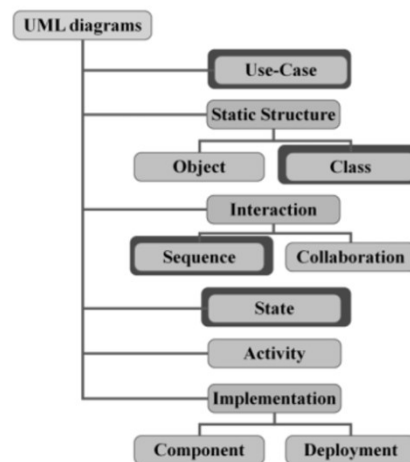 UML diagrams
Use-Case
Static Structure
Object
Class
Interaction
Sequence
Collaboration
State
Activity
Implementation
Component
Deployment